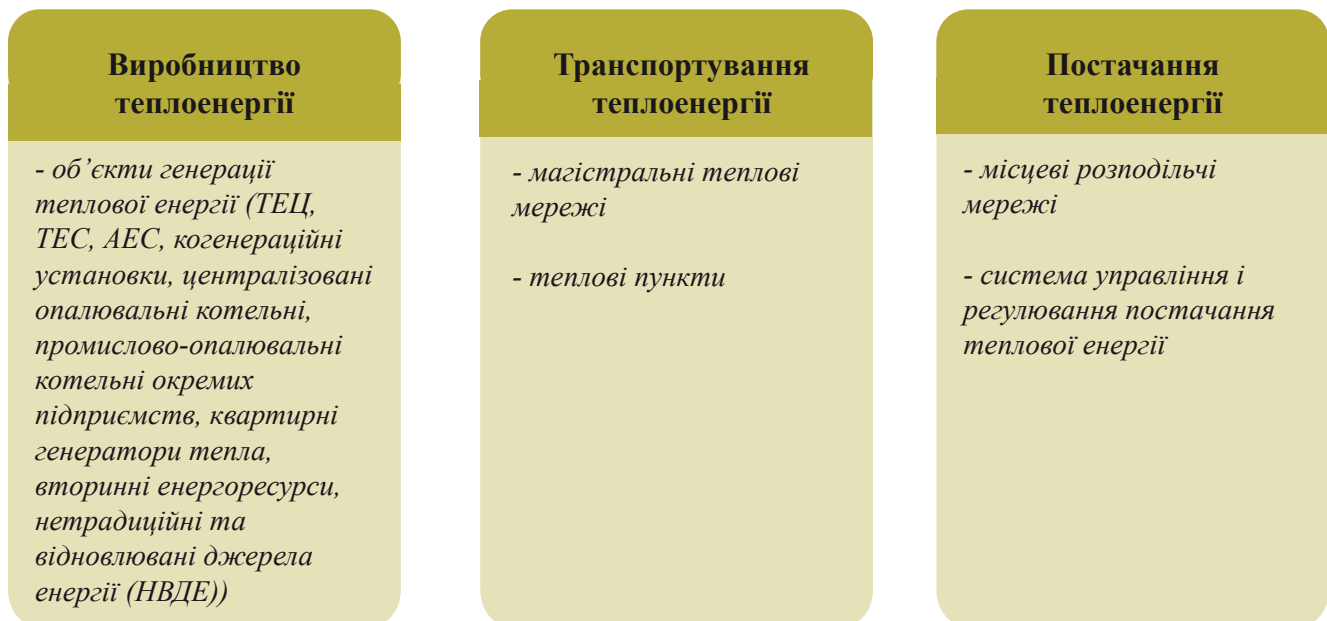 Виробництво
теплоенергії
- об’єкти генерації
теплової енергії (ТЕЦ,
ТЕС, АЕС, когенераційні
установки, централізовані
опалювальні котельні,
промислово-опалювальні
котельні окремих
підприємств, квартирні
генератори тепла,
вторинні енергоресурси,
нетрадиційні та
відновлювані джерела
енергії (НВДЕ))
Транспортування
теплоенергії
- магістральні теплові
мережі
- теплові пункти
Постачання
теплоенергії
- місцеві розподільчі
мережі
- система управління і
регулювання постачання
теплової енергії